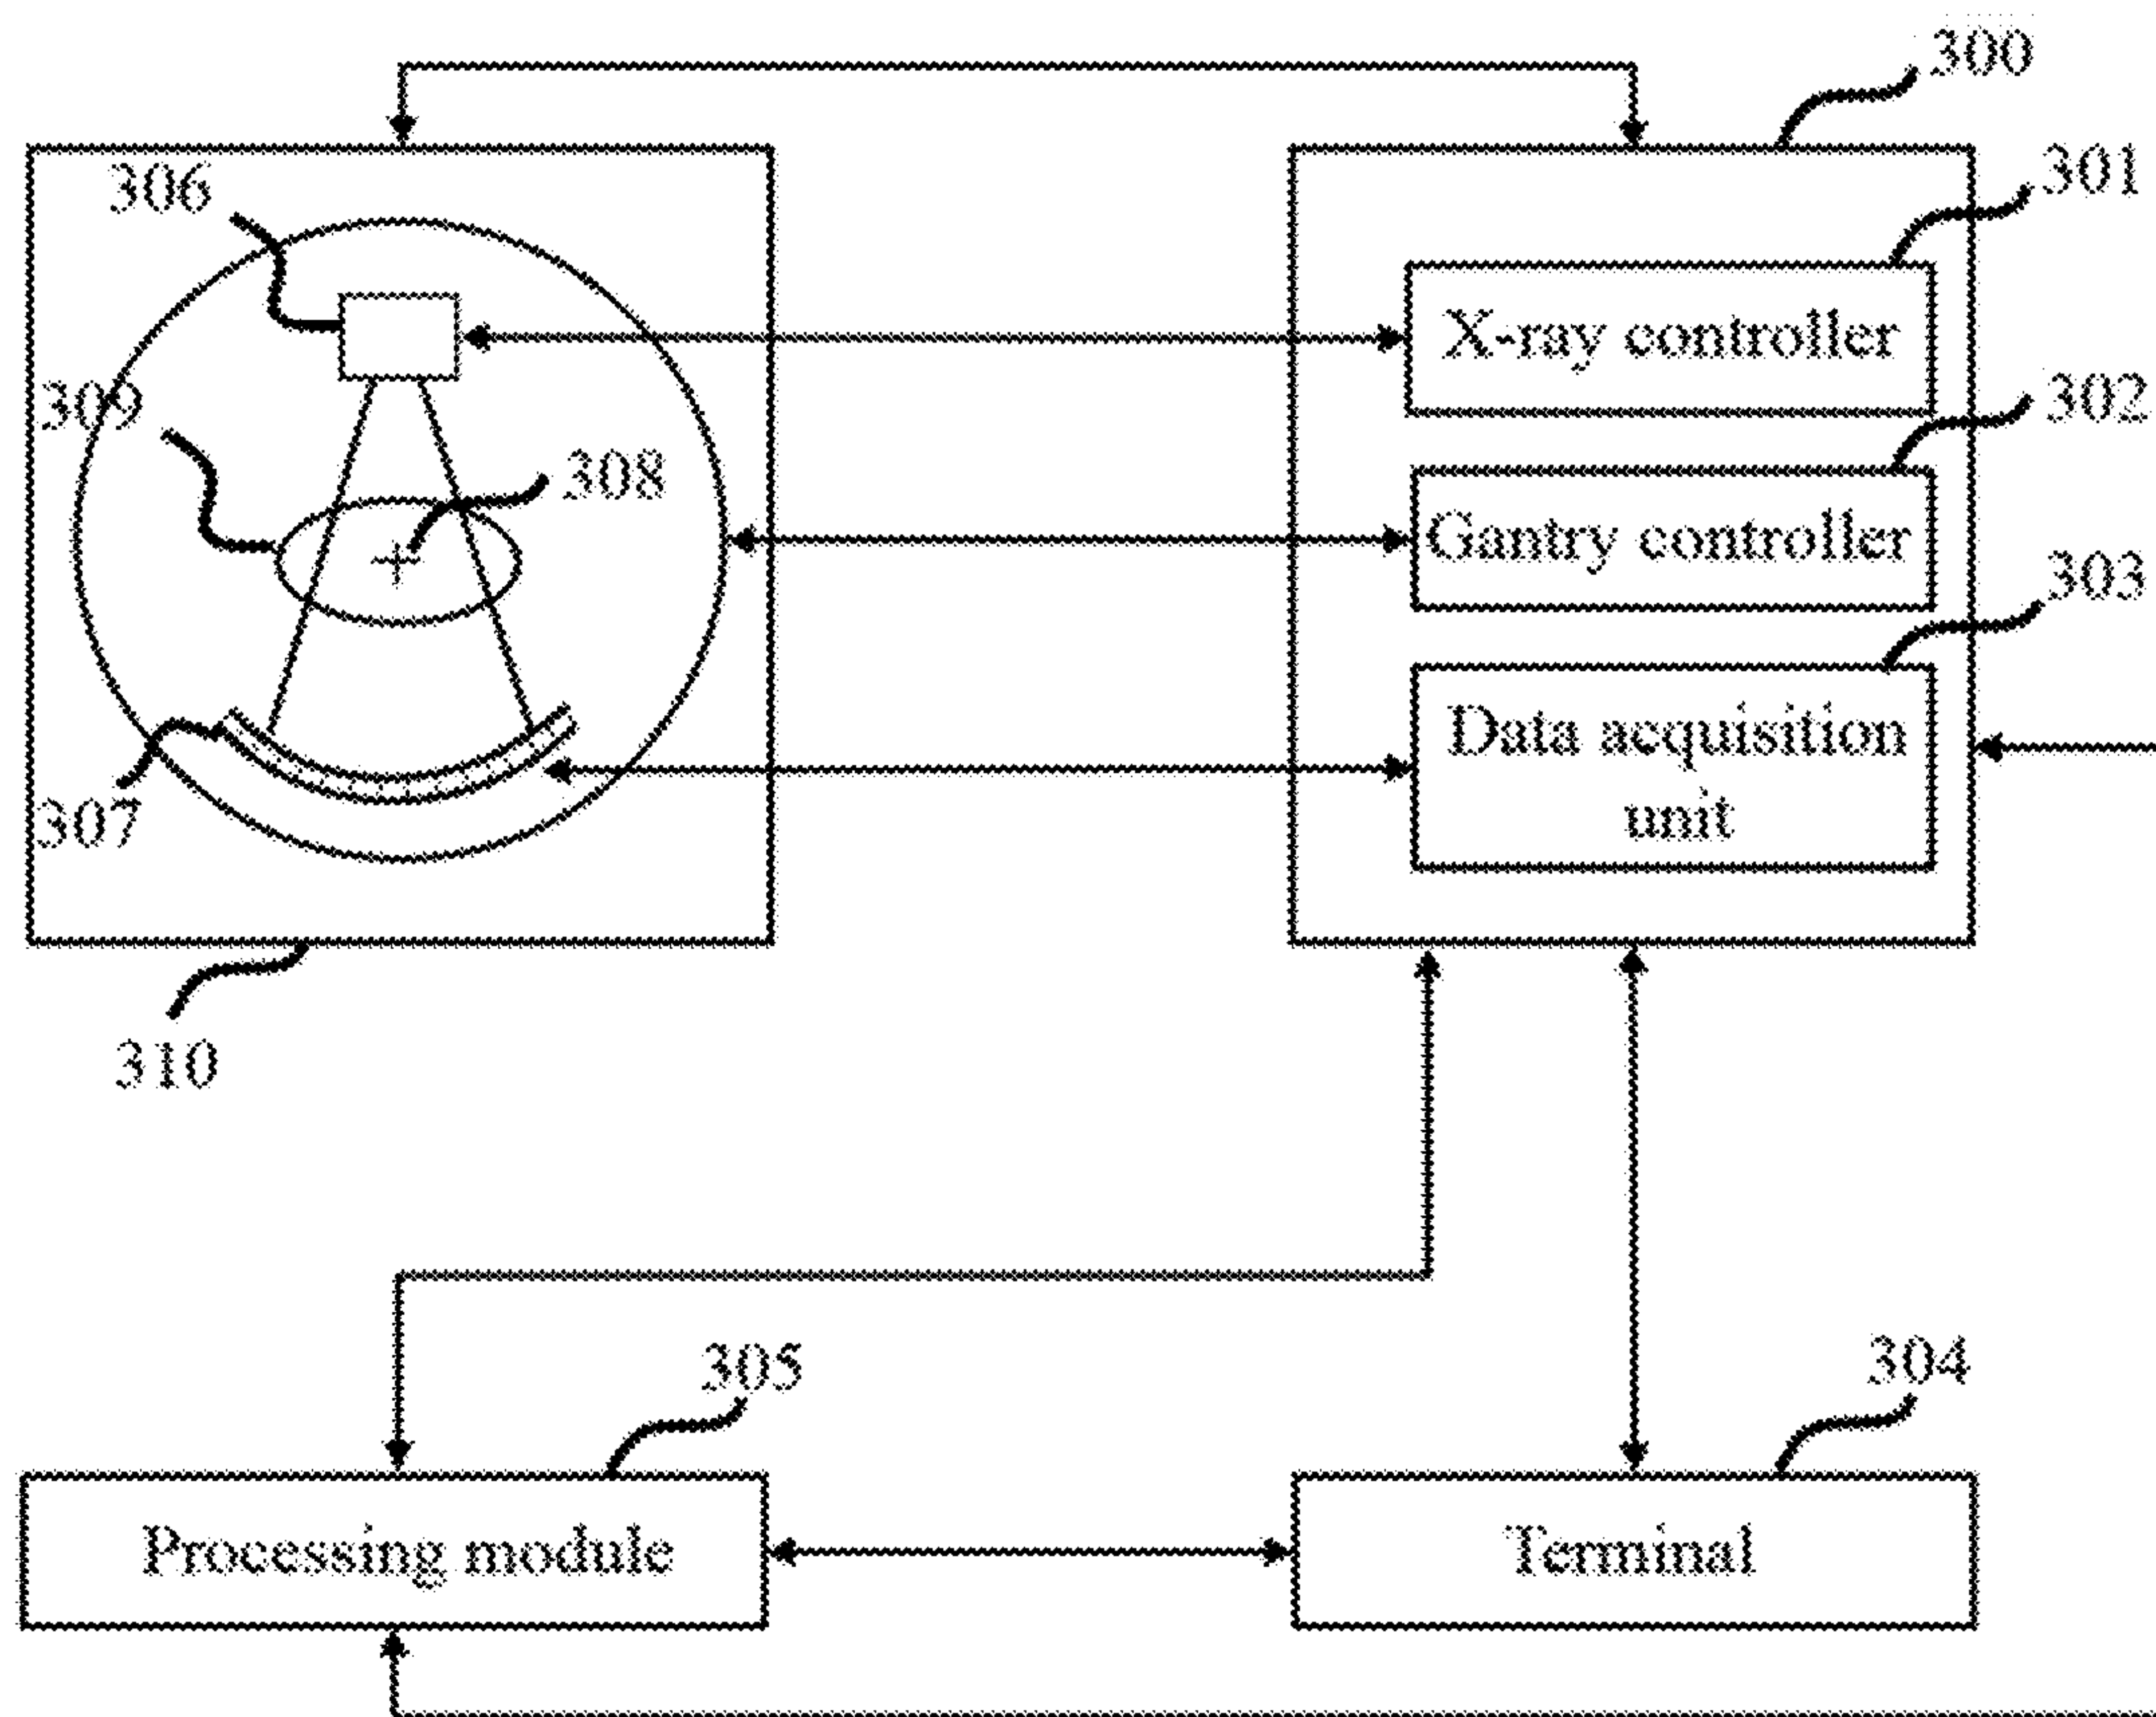 300
306
301
X-ray controller
309
302
308
Gantry controller
303
Data acquisition
unit
307
310
305
304
Processing module
Terminal